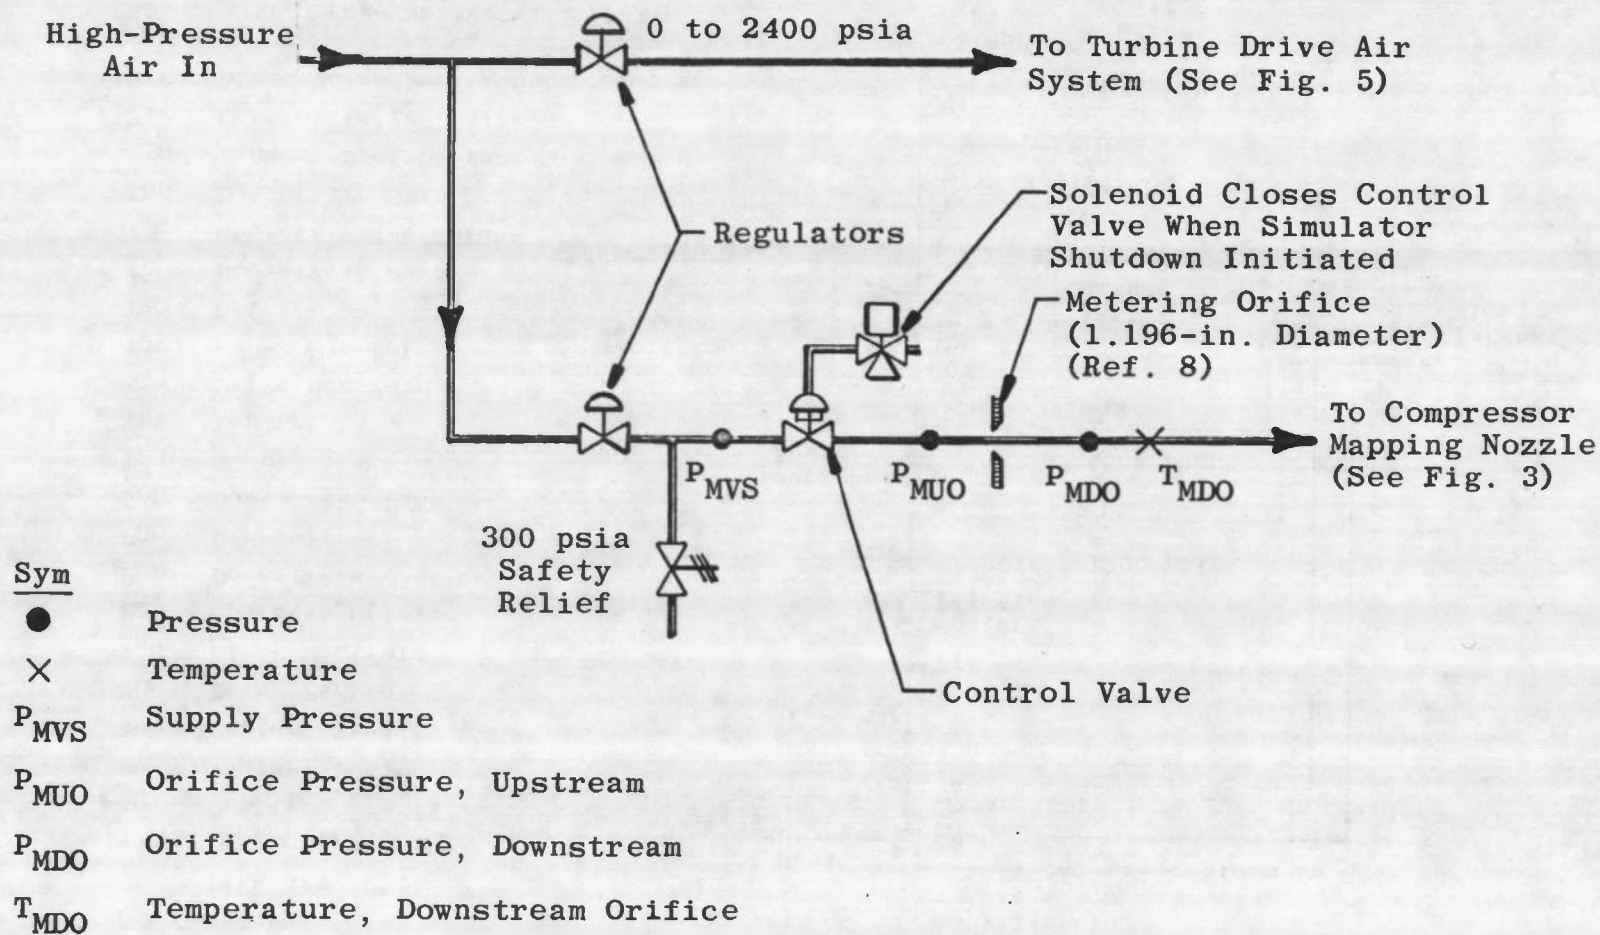 High-Pressure
Air In
0 to 2400 psia
To Turbine Drive Air
System (See Fig. 5)
Regulators
Solenoid Closes Control
Valve When Simulator
Shutdown Initiated
Metering Orifice
(1.196-in. Diameter)
(Ref. 8)
To Compressor
Mapping Nozzle
(See Fig. 3)
PMVS
PMUO
PMDO
TMDO
300 psia
Safety
Relief
Control Valve
Sym
Pressure
Temperature
PMVS Supply Pressure
PMUO Orifice Pressure, Upstream
PMDO Orifice Pressure, Downstream
TMDO Temperature, Downstream Orifice